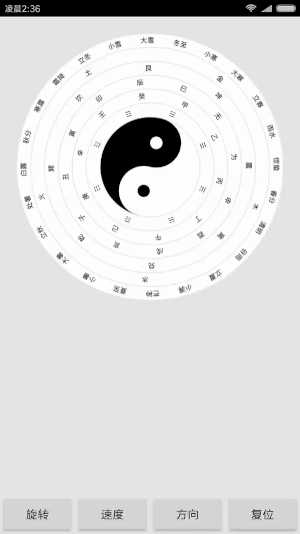 凌晨2:36
大雪
冬至
小寒
大寒
立春
雨水
惊蛰
春分
清明
谷雨
立夏
小满
芒种
夏至
小暑
大暑
立秋
处暑
白露
秋分
寒露
霜降
立冬
小雪
金
木
水
火
土
艮
坤
震
兑
乾
巽
坎
辰
巳
申
酉
戌
亥
子
丑
寅
卯
癸
乙
丙
丁
己
庚
辛
壬
旋转
速度
方向
复位